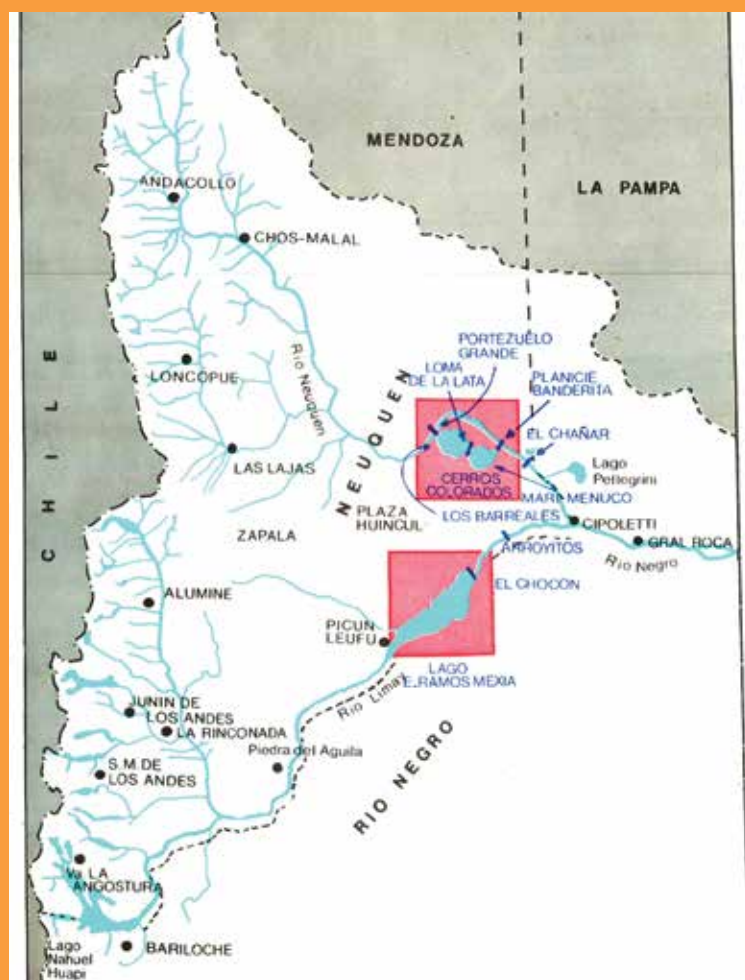 MENDOZA
LA PAMPA
ANDACOLLO
CHOS-MALAL
CHILE
LONCOPUE
Rio Neuquen
NEUQUEN
PORTEZUELO
GRANDE
LOMA
DE LA LATA
PLANICIE
BANDERITA
EL CHAÑAR
LAS LAJAS
Lago
Pellegrini
CERROS
COLORADOS
MARI MENUCO
PLAZA
HUINCUL
LOS BARREALES
CIPOLETTI
ZAPALA
ARROYITOS
GRAL ROCA
Rio Negro
EL CHOCON
ALUMINE
PICUN
LEUFU
LAGO
E.RAMOS MEXIA
Rio Limay
JUNIN DE
LOS ANDES
LA RINCONADA
RIO NEGRO
Piedra del Aguila
S.M. DE
LOS ANDES
Va LA
ANGOSTURA
Lago
Nahuel
Huapi
BARILOCHE